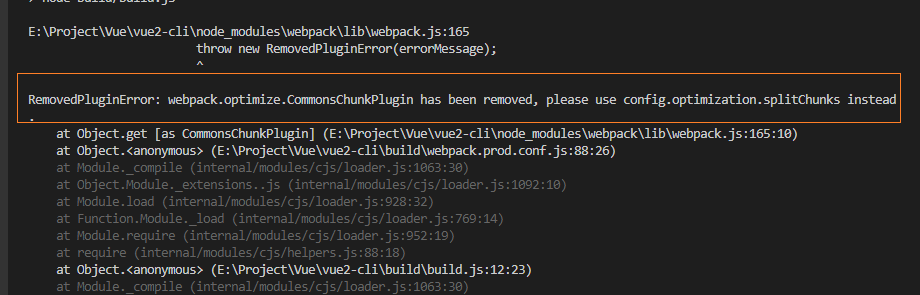 > node build/build.js
E:\Project\Vue\vue2-cli\node_modules\webpack\lib\webpack.js:165
throw new RemovedPluginError(errorMessage);
^
RemovedPluginError: webpack.optimize.CommonsChunkPlugin has been removed, please use config.optimization.splitChunks instead
.
at Object.get [as CommonsChunkPlugin] (E:\Project\Vue\vue2-cli\node_modules\webpack\lib\webpack.js:165:10)
at Object.<anonymous> (E:\Project\Vue\vue2-cli\build\webpack.prod.conf.js:88:26)
at Module._compile (internal/modules/cjs/loader.js:1063:30)
at Object.Module._extensions..js (internal/modules/cjs/loader.js:1092:10)
at Module.load (internal/modules/cjs/loader.js:928:32)
at Function.Module._load (internal/modules/cjs/loader.js:769:14)
at Module.require (internal/modules/cjs/loader.js:952:19)
at require (internal/modules/cjs/helpers.js:88:18)
at Object.<anonymous> (E:\Project\Vue\vue2-cli\build\build.js:12:23)
at Module._compile (internal/modules/cjs/loader.js:1063:30)